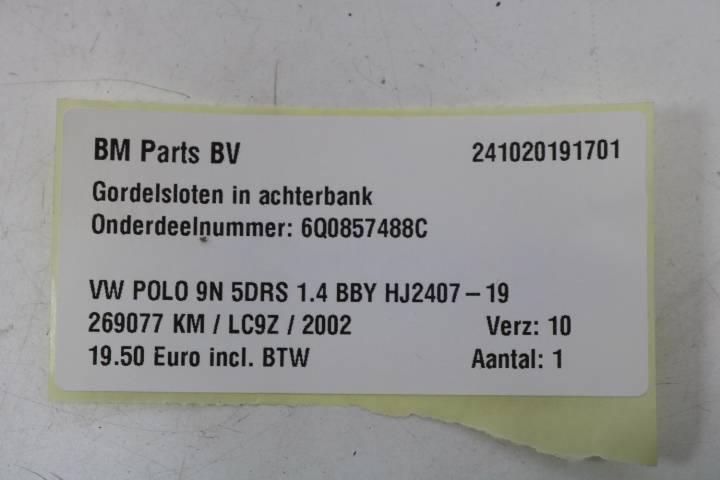 BM Parts BV 241020191701
Gordelsloten in achterbank
Onderdeelnummer: 6Q0857488C
VW POLO 9N 5DRS 1.4 BBY HJ2407-19
269077 KM / LC9Z / 2002 Verz: 10
19.50 Euro incl. BTW Aantal: 1